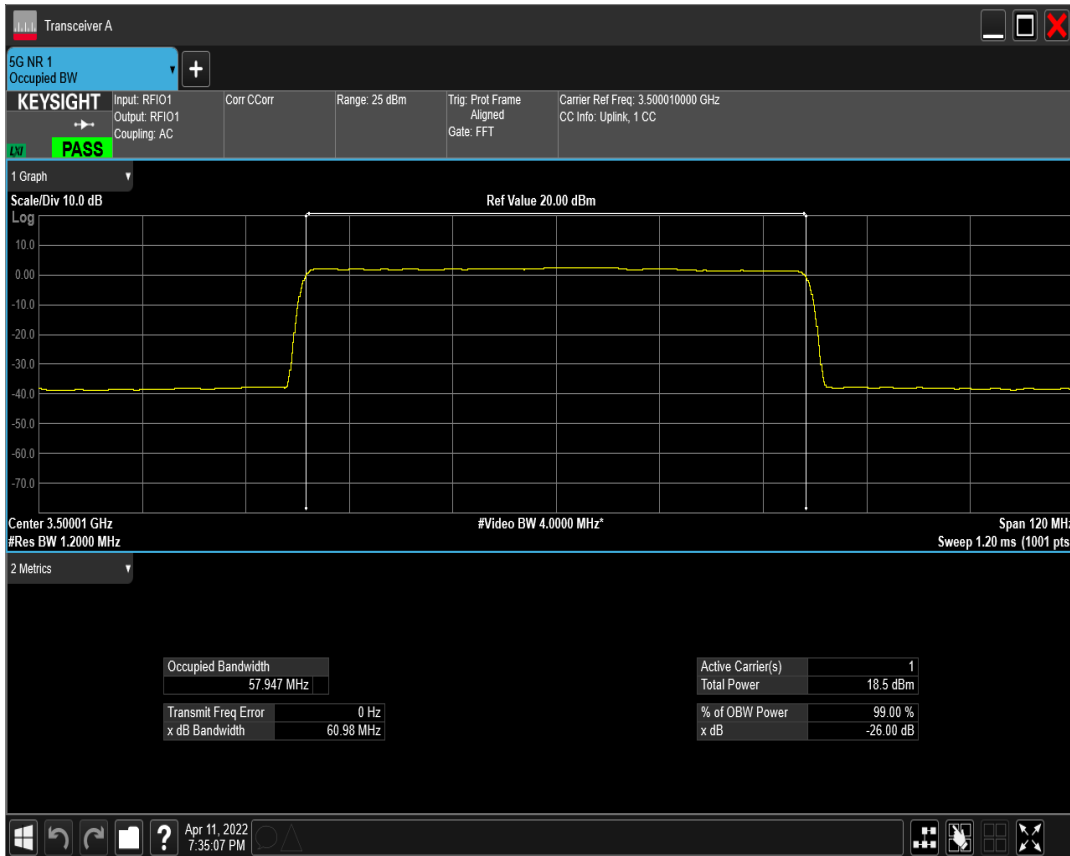 Transceiver A
5G NR 1
Occupied BW
+
KEYSIGHT
Input: RFIO1
Output: RFIO1
Coupling: AC
LXI
PASS
Corr CCorr
Range: 25 dBm
Trig: Prot Frame
Aligned
Gate: FFT
Carrier Ref Freq: 3.500010000 GHz
CC Info: Uplink, 1 CC
1 Graph
Scale/Div 10.0 dB
Ref Value 20.00 dBm
Log
10.0
0.00
-10.0
-20.0
-30.0
-40.0
-50.0
-60.0
-70.0
Center 3.50001 GHz
#Video BW 4.0000 MHz*
Span 120 MHz
#Res BW 1.2000 MHz
Sweep 1.20 ms (1001 pts
2 Metrics
Occupied Bandwidth
57.947 MHz
Transmit Freq Error 0 Hz
x dB Bandwidth 60.98 MHz
Active Carrier(s) 1
Total Power 18.5 dBm
% of OBW Power 99.00 %
x dB -26.00 dB
?
Apr 11, 2022
7:35:07 PM